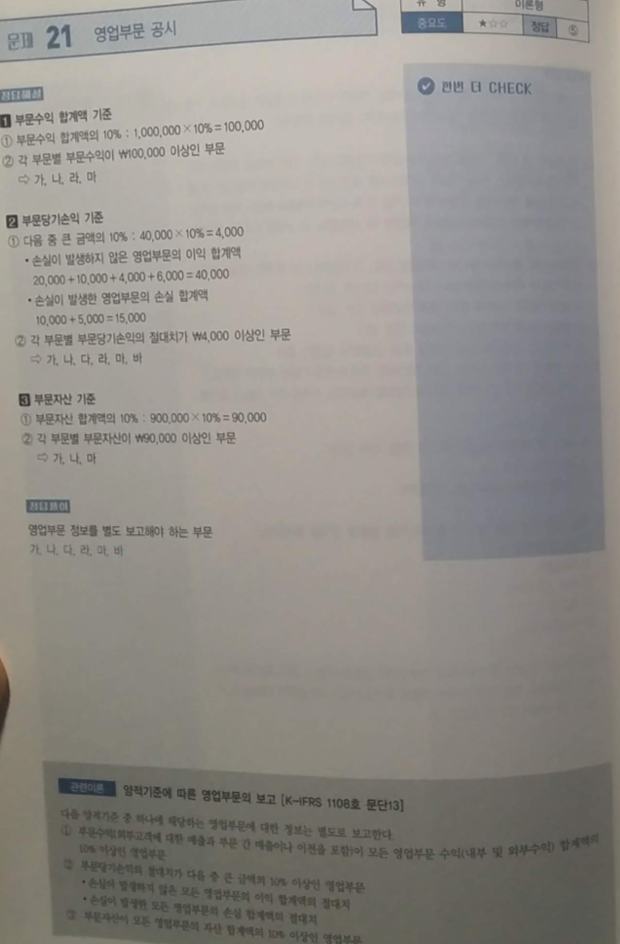 문제 21 영업부문 공시
유 형 이론형
중요도 ★☆☆ 정답 ⑤
정답해설
한번 더 CHECK
1 부문수익 합계액 기준
① 부문수익 합계액의 10% : 1,000,000×10%=100,000
② 각 부문별 부문수익이 ₩100,000 이상인 부문
⇨ 가, 나, 라, 마
2 부문당기손익 기준
① 다음 중 큰 금액의 10% : 40,000×10%=4,000
• 손실이 발생하지 않은 영업부문의 이익 합계액
20,000+10,000+4,000+6,000=40,000
• 손실이 발생한 영업부문의 손실 합계액
10,000+5,000=15,000
② 각 부문별 부문당기손익의 절대치가 ₩4,000 이상인 부문
⇨ 가, 나, 다, 라, 마, 바
3 부문자산 기준
① 부문자산 합계액의 10% : 900,000×10%=90,000
② 각 부문별 부문자산이 ₩90,000 이상인 부문
⇨ 가, 나, 마
정답풀이
영업부문 정보를 별도 보고해야 하는 부문
가, 나, 다, 라, 마, 바
관련이론 양적기준에 따른 영업부문의 보고 [K-IFRS 1108호 문단13]
다음 양적기준 중 하나에 해당하는 영업부문에 대한 정보는 별도로 보고한다.
① 부문수익(외부고객에 대한 매출과 부문 간 매출이나 이전을 포함)이 모든 영업부문 수익(내부 및 외부수익) 합계액의
10% 이상인 영업부문
② 부문당기손익의 절대치가 다음 중 큰 금액의 10% 이상인 영업부문
• 손실이 발생하지 않은 모든 영업부문의 이익 합계액의 절대치
• 손실이 발생한 모든 영업부문의 손실 합계액의 절대치
③ 부문자산이 모든 영업부문의 자산 합계액의 10% 이상인 영업부문